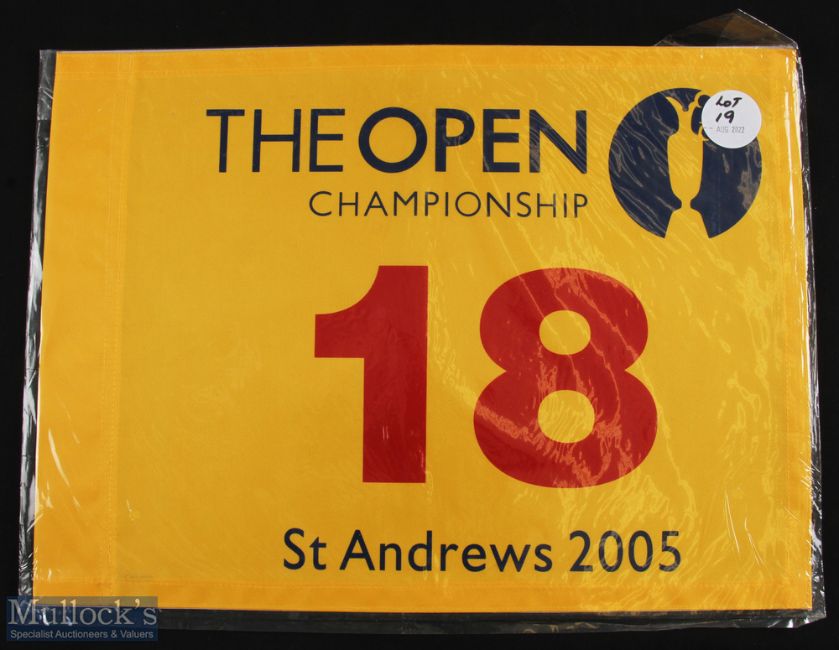 THE OPEN
CHAMPIONSHIP
LOT
19
AUG 2022
18
St Andrews 2005
Mullock's
Specialist Auctioneers & Valuers